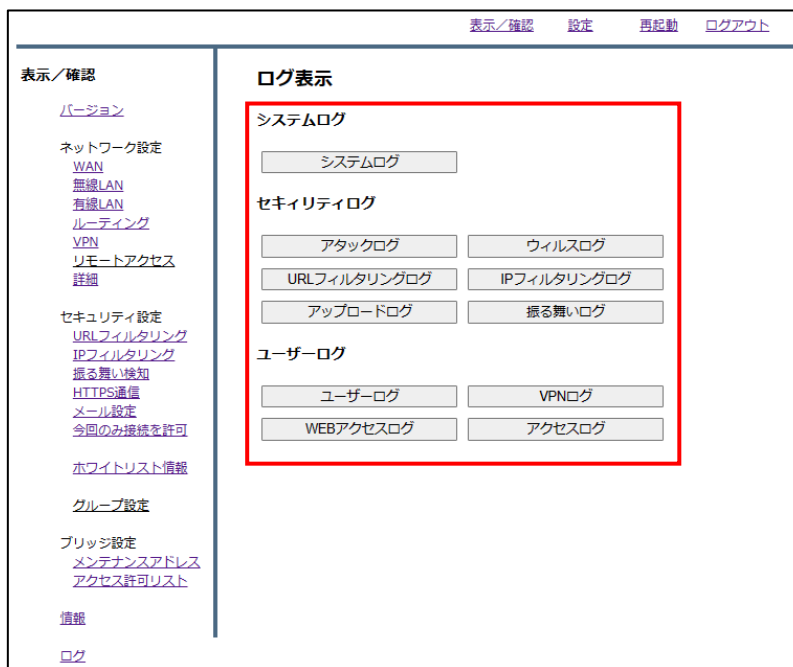 表示／確認 設定 再起動 ログアウト
表示／確認
バージョン
ネットワーク設定
WAN
無線LAN
有線LAN
ルーティング
VPN
リモートアクセス
詳細
セキュリティ設定
URLフィルタリング
IPフィルタリング
振る舞い検知
HTTPS通信
メール設定
今回のみ接続を許可
ホワイトリスト情報
グループ設定
ブリッジ設定
メンテナンスアドレス
アクセス許可リスト
情報
ログ
ログ表示
システムログ
システムログ
セキィリティログ
アタックログ ウィルスログ
URLフィルタリングログ IPフィルタリングログ
アップロードログ 振る舞いログ
ユーザーログ
ユーザーログ VPNログ
WEBアクセスログ アクセスログ